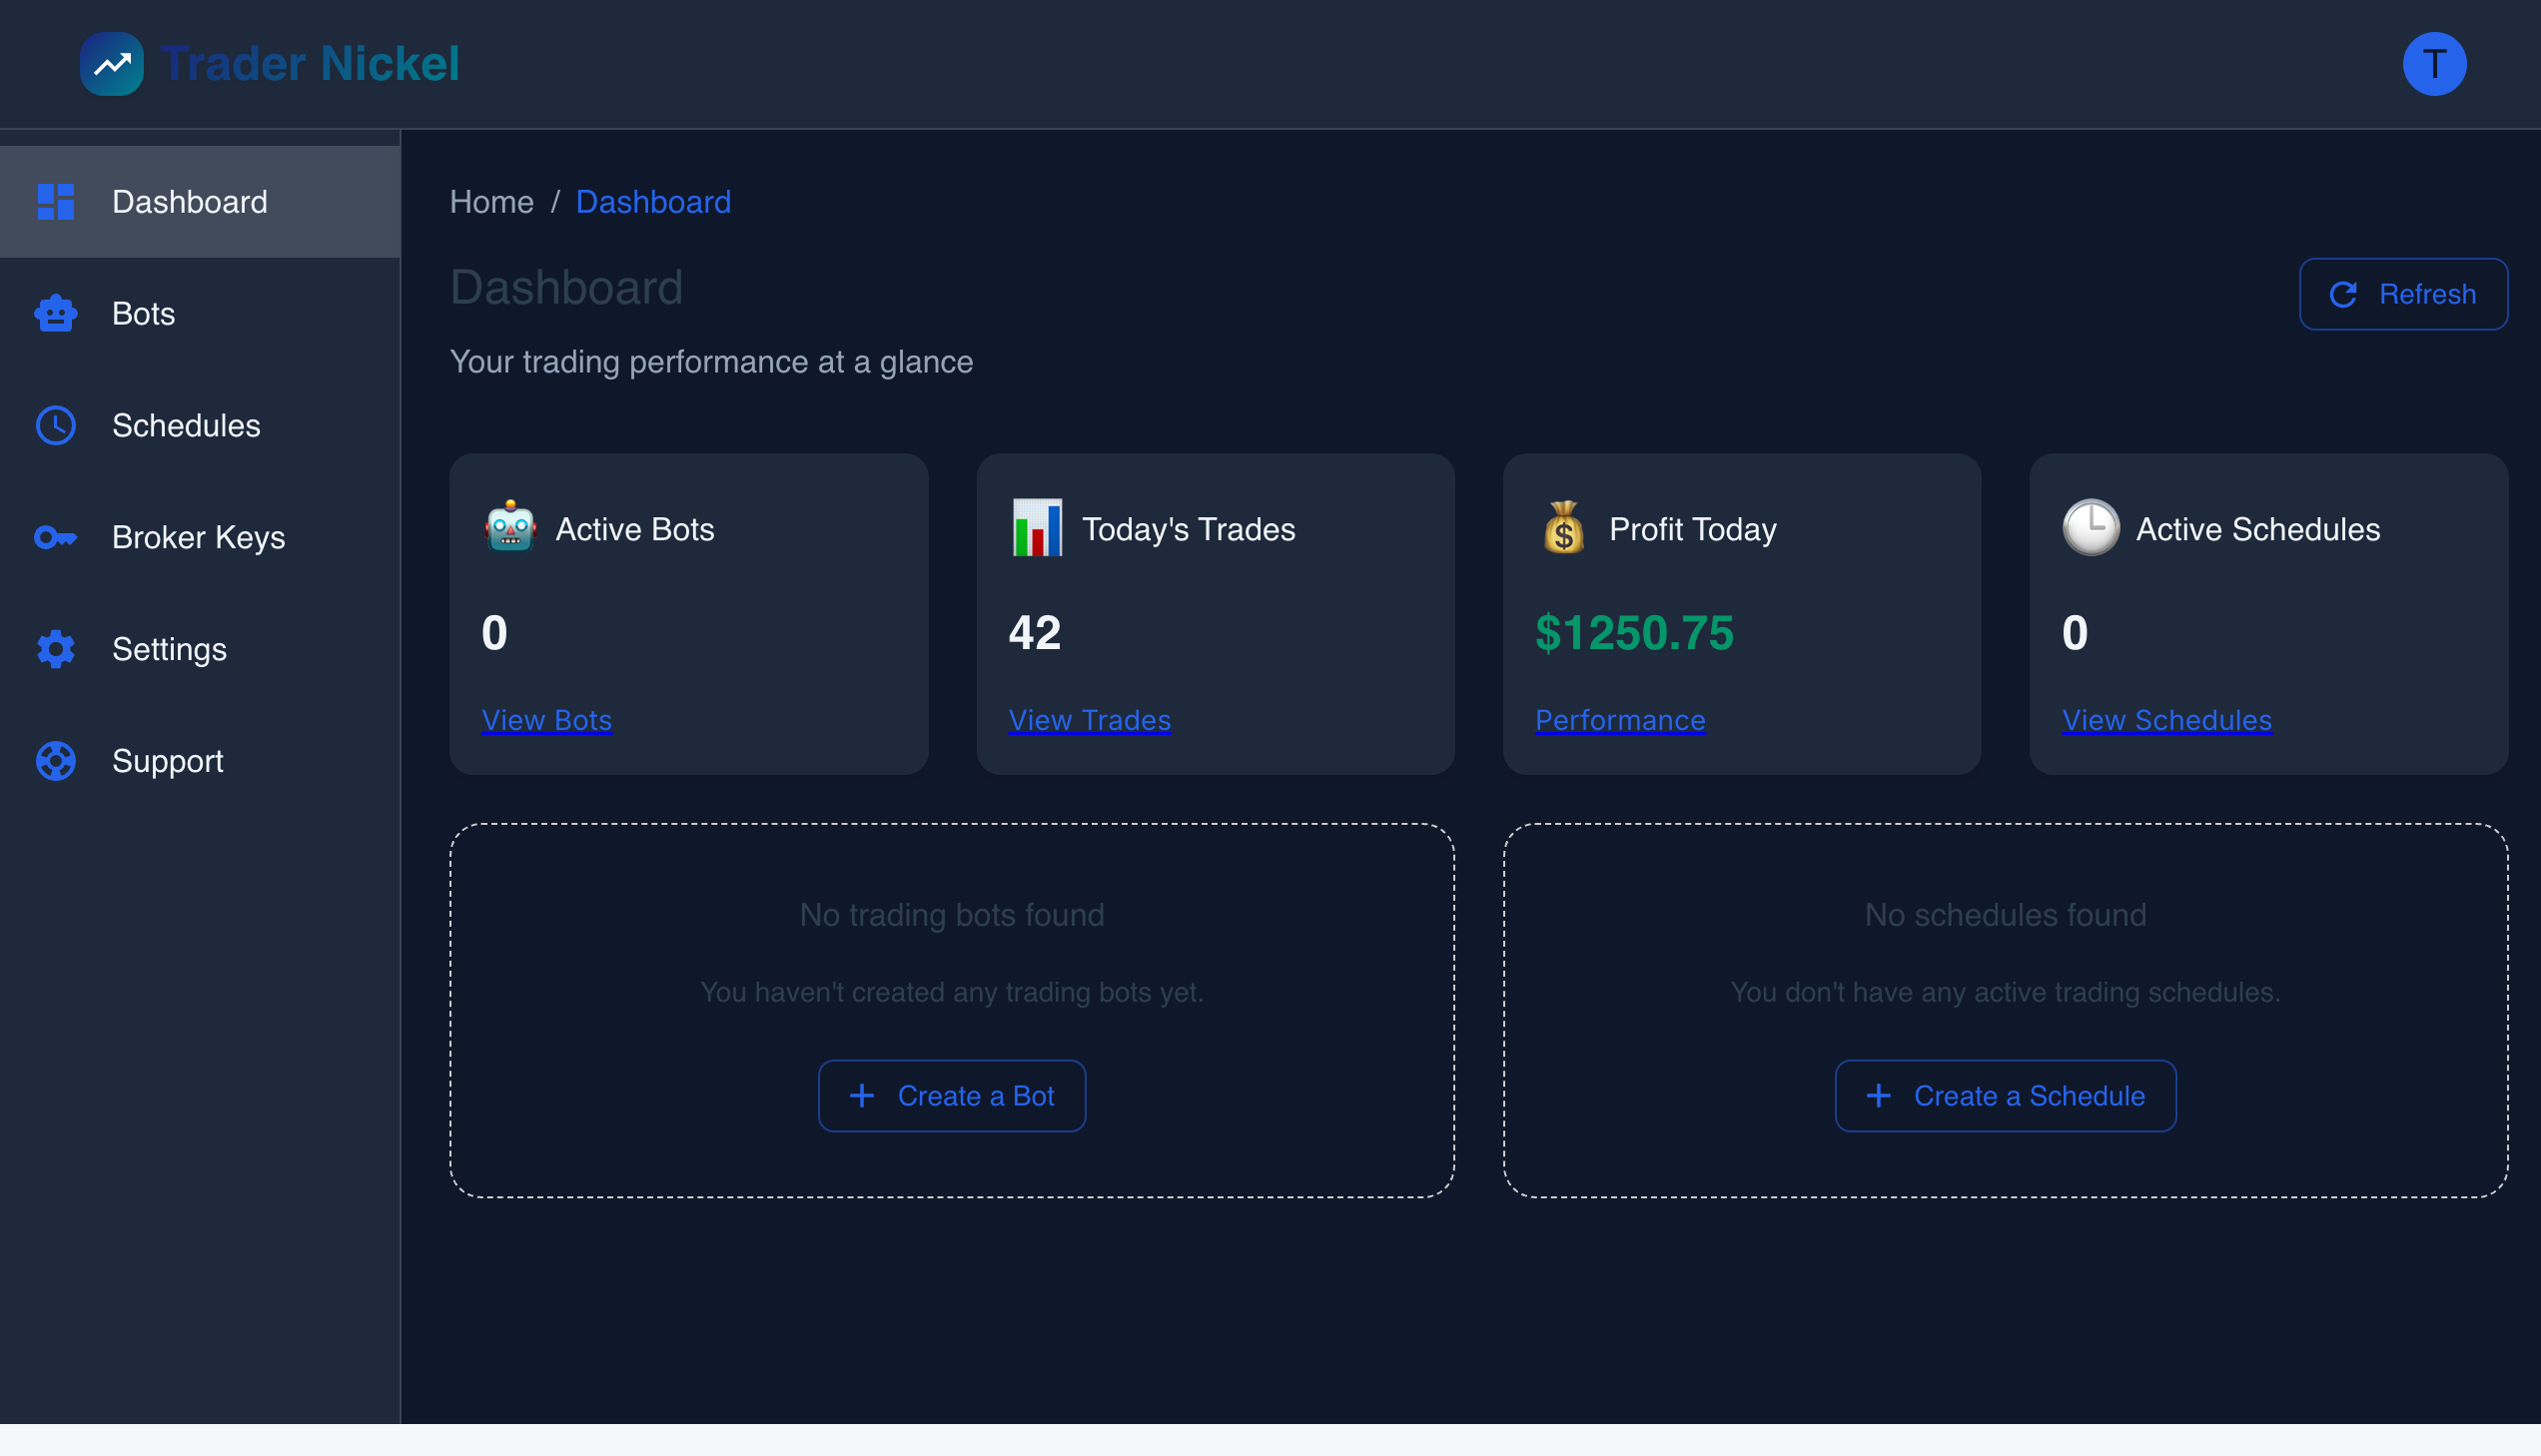 Trader Nickel
T
Dashboard
Bots
Schedules
Broker Keys
Settings
Support
Home / Dashboard
Dashboard
Refresh
Your trading performance at a glance
Active Bots
0
View Bots
Today's Trades
42
View Trades
Profit Today
$1250.75
Performance
Active Schedules
0
View Schedules
No trading bots found
You haven't created any trading bots yet.
+ Create a Bot
No schedules found
You don't have any active trading schedules.
+ Create a Schedule